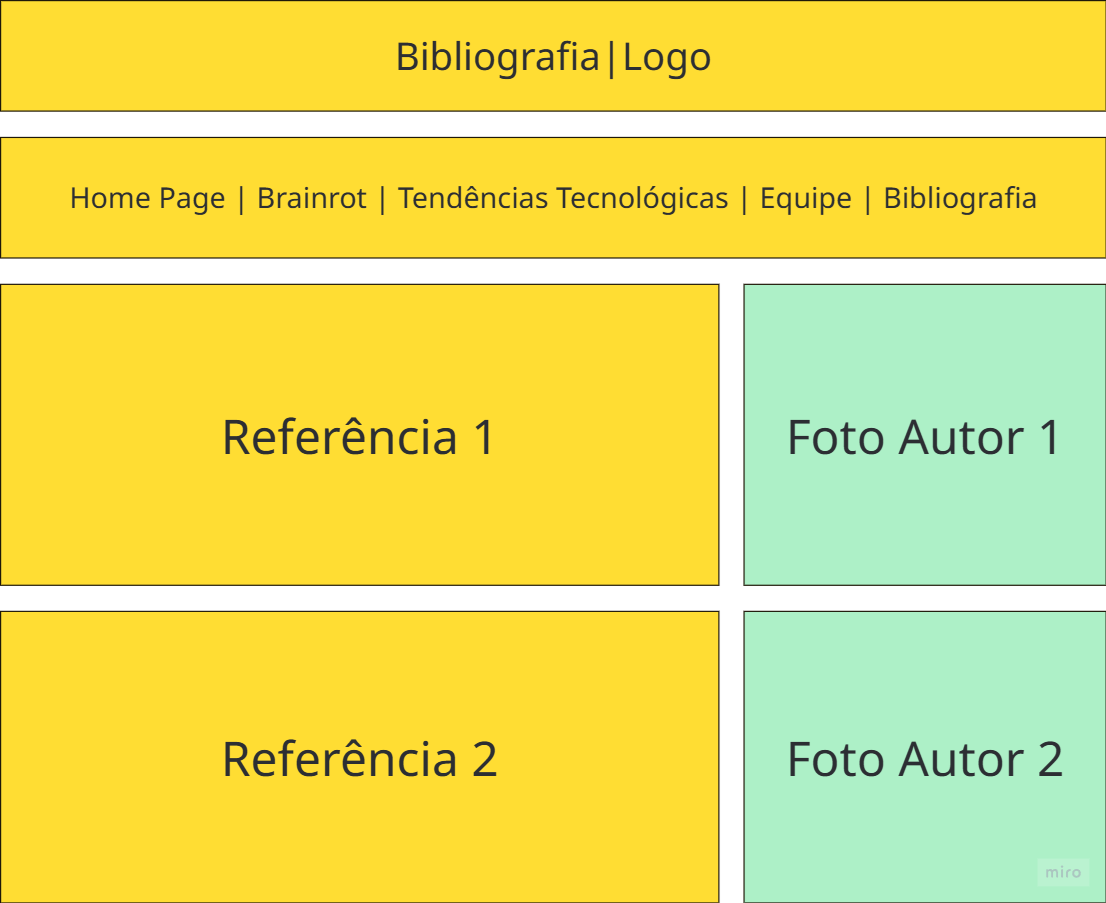 Bibliografia|Logo
Home Page | Brainrot | Tendências Tecnológicas | Equipe | Bibliografia
Referência 1
Foto Autor 1
Referência 2
Foto Autor 2
miro